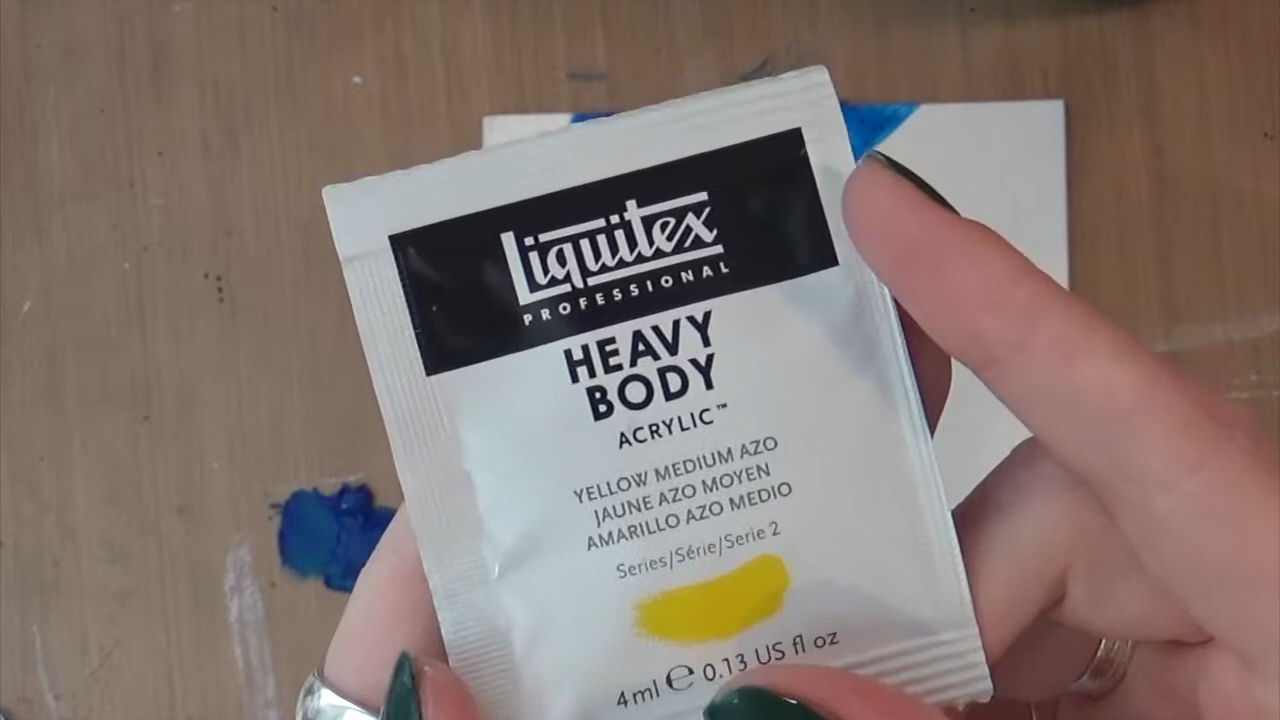 Liquitex
PROFESSIONAL
HEAVY
BODY
ACRYLIC™
YELLOW MEDIUM AZO
JAUNE AZO MOYEN
AMARILLO AZO MEDIO
Series/Série/Serie 2
4ml ℮ 0.13 US fl oz